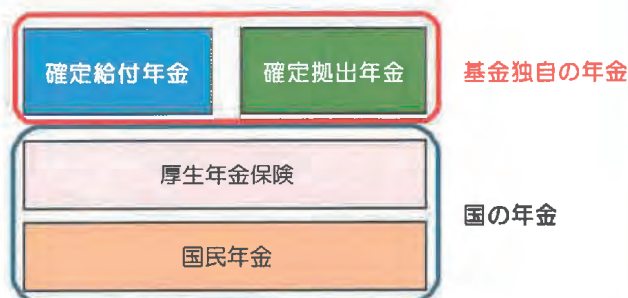 確定給付年金
確定拠出年金
基金独自の年金
厚生年金保険
国の年金
国民年金